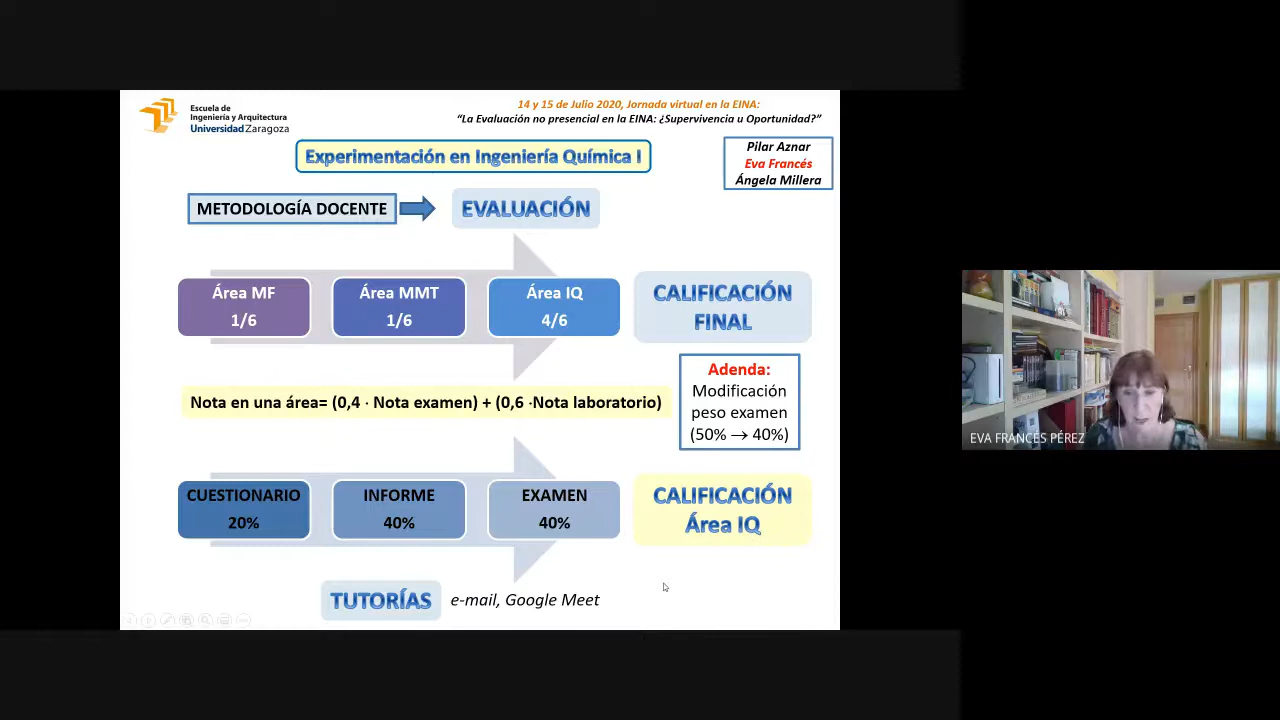 Escuela de
Ingeniería y Arquitectura
Universidad Zaragoza
14 y 15 de Julio 2020, Jornada virtual en la EINA:
“La Evaluación no presencial en la EINA: ¿Supervivencia u Oportunidad?”
Experimentación en Ingeniería Química I
Pilar Aznar
Eva Francés
Ángela Millera
METODOLOGÍA DOCENTE
EVALUACIÓN
Área MF
1/6
Área MMT
1/6
Área IQ
4/6
CALIFICACIÓN
FINAL
Nota en una área= (0,4 · Nota examen) + (0,6 ·Nota laboratorio)
Adenda:
Modificación
peso examen
(50% → 40%)
CUESTIONARIO
20%
INFORME
40%
EXAMEN
40%
CALIFICACIÓN
Área IQ
TUTORÍAS
e-mail, Google Meet
EVA FRANCES PÉREZ